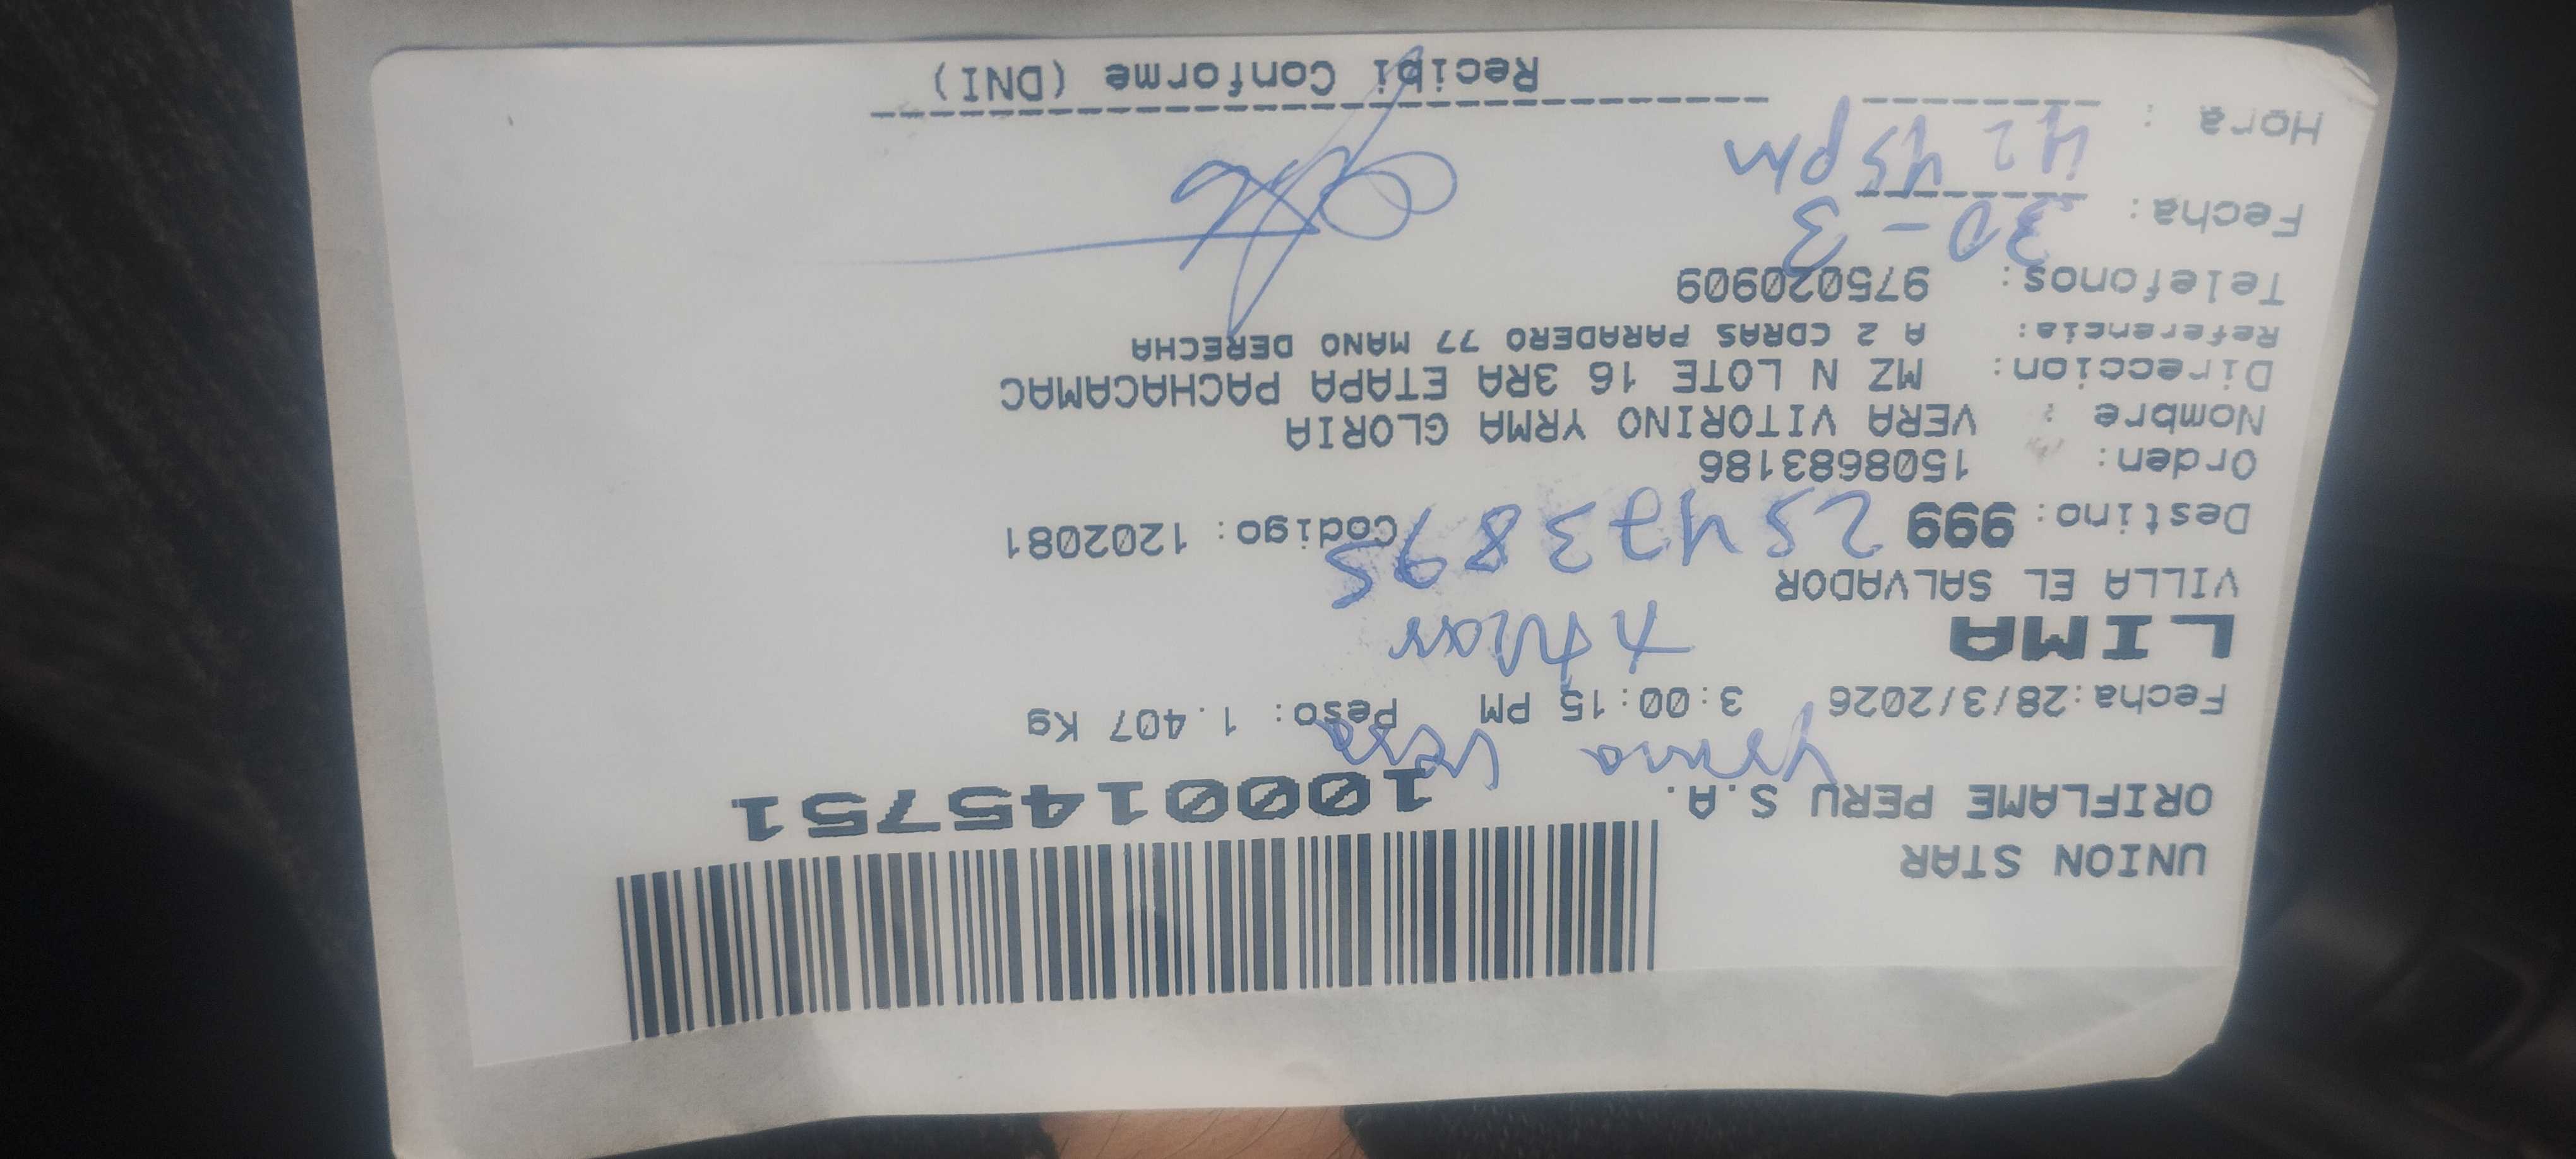 UNION STAR
ORIFLAME PERU S.A.
1000145751
Yrma Vera
Fecha:28/3/2026 3:00:15 PM Peso: 1.407 Kg
LIMA
VILLA EL SALVADOR
25473895
Destino: 999 Codigo: 1202081
Orden: 1508683186
Nombre : VERA VITORINO YRMA GLORIA
Direccion: MZ N LOTE 16 3RA ETAPA PACHACAMAC
Referencia: A 2 CDRAS PARADERO 77 MANO DERECHA
Telefonos: 975020909
Fecha: 30-3
Hora : 45pm
Recibi Conforme (DNI)